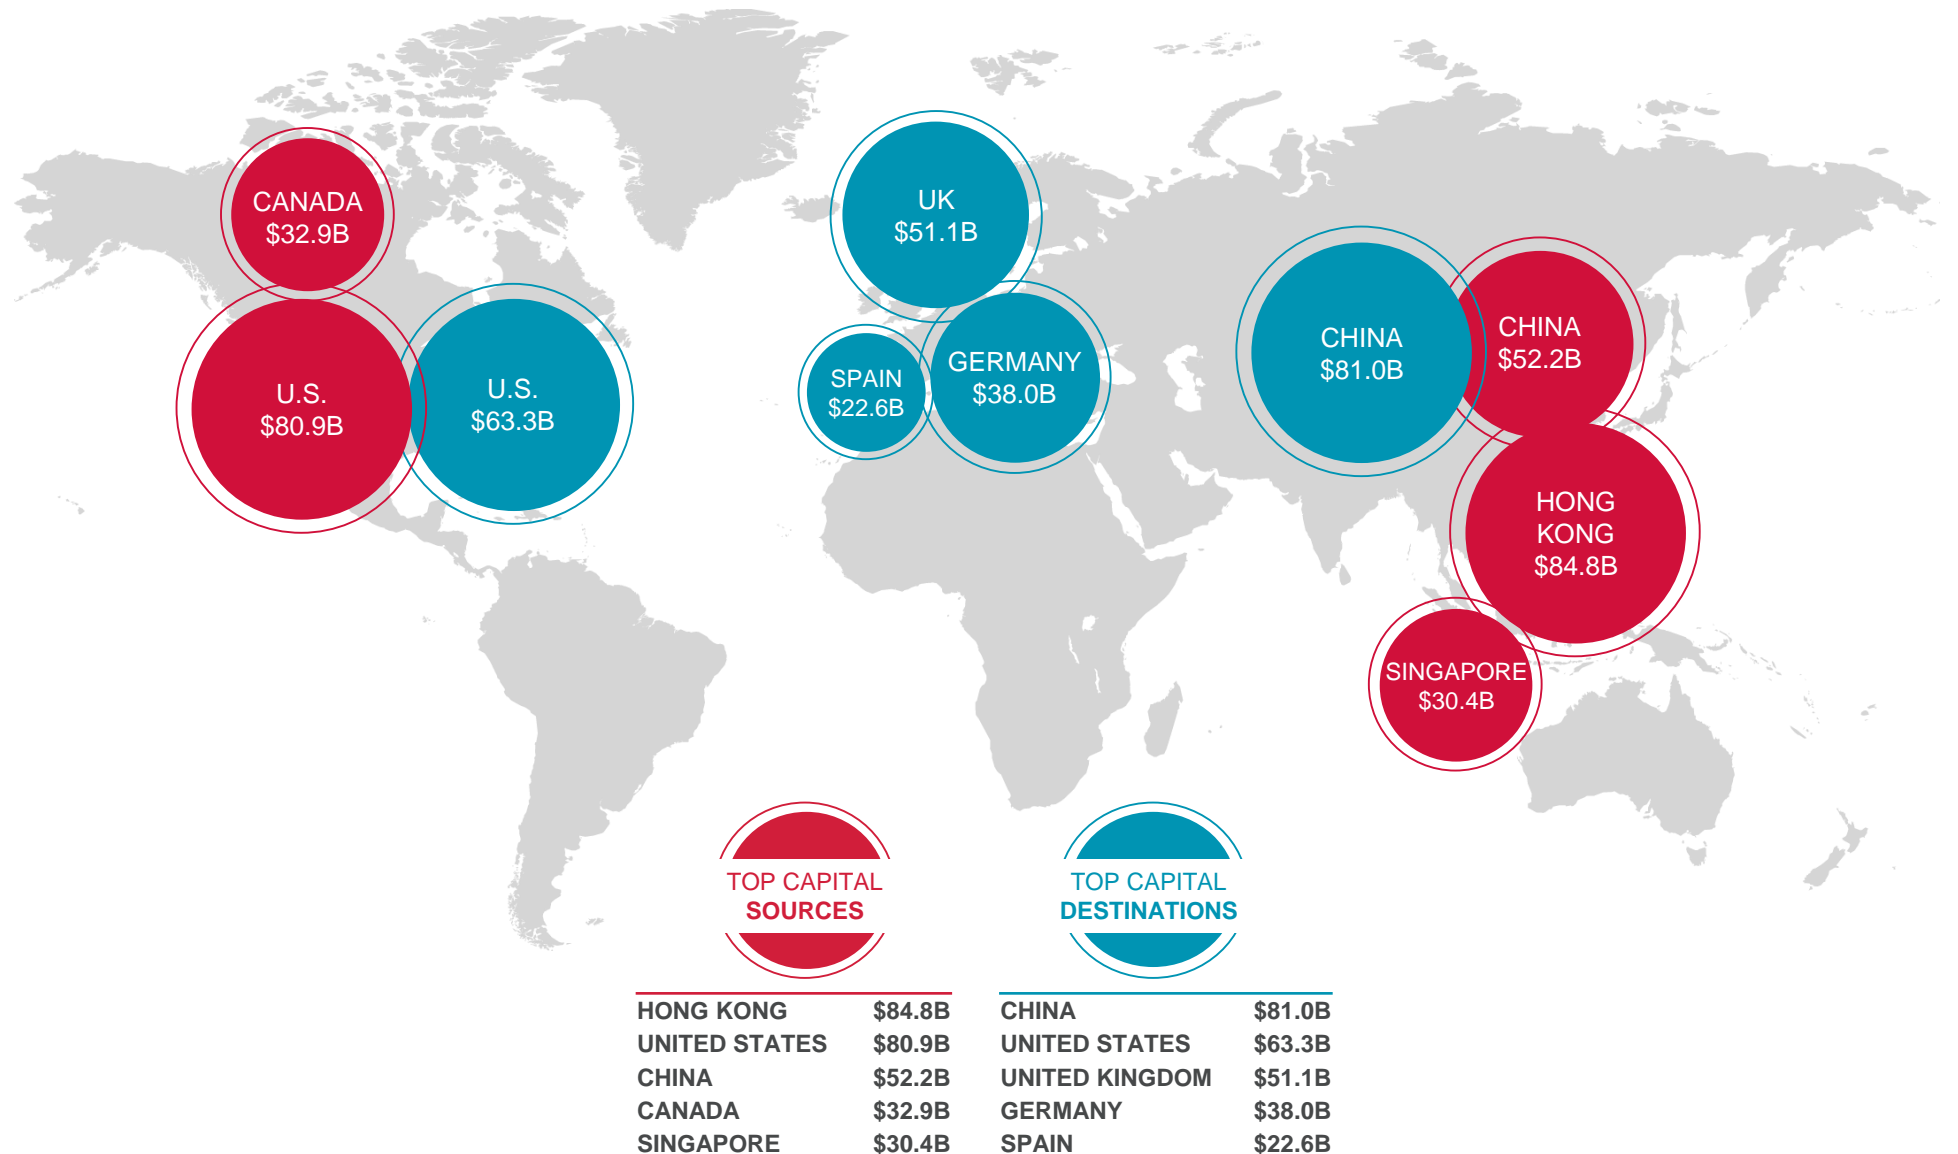 CANADA
$32.9B
U.S.
$80.9B
U.S.
$63.3B
UK
$51.1B
SPAIN
$22.6B
GERMANY
$38.0B
CHINA
$81.0B
CHINA
$52.2B
HONG
KONG
$84.8B
SINGAPORE
$30.4B
TOP CAPITAL
SOURCES
HONG KONG $84.8B
UNITED STATES $80.9B
CHINA $52.2B
CANADA $32.9B
SINGAPORE $30.4B
TOP CAPITAL
DESTINATIONS
CHINA $81.0B
UNITED STATES $63.3B
UNITED KINGDOM $51.1B
GERMANY $38.0B
SPAIN $22.6B